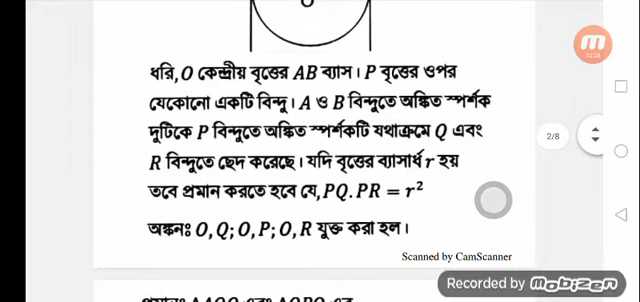 O
ধরি, O কেন্দ্রীয় বৃত্তের AB ব্যাস। P বৃত্তের ওপর
যেকোনো একটি বিন্দু। A ও B বিন্দুতে অঙ্কিত স্পর্শক
দুটিকে P বিন্দুতে অঙ্কিত স্পর্শকটি যথাক্রমে Q এবং
R বিন্দুতে ছেদ করেছে। যদি বৃত্তের ব্যাসার্ধ r হয়
তবে প্রমান করতে হবে যে, PQ. PR = r²
অঙ্কনঃ O, Q; O, P; O, R যুক্ত করা হল।
Scanned by CamScanner
2/8
Recorded by Mobizen